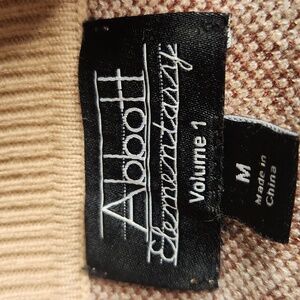 Abbott
Elementary
Volume 1
M
Made in
China